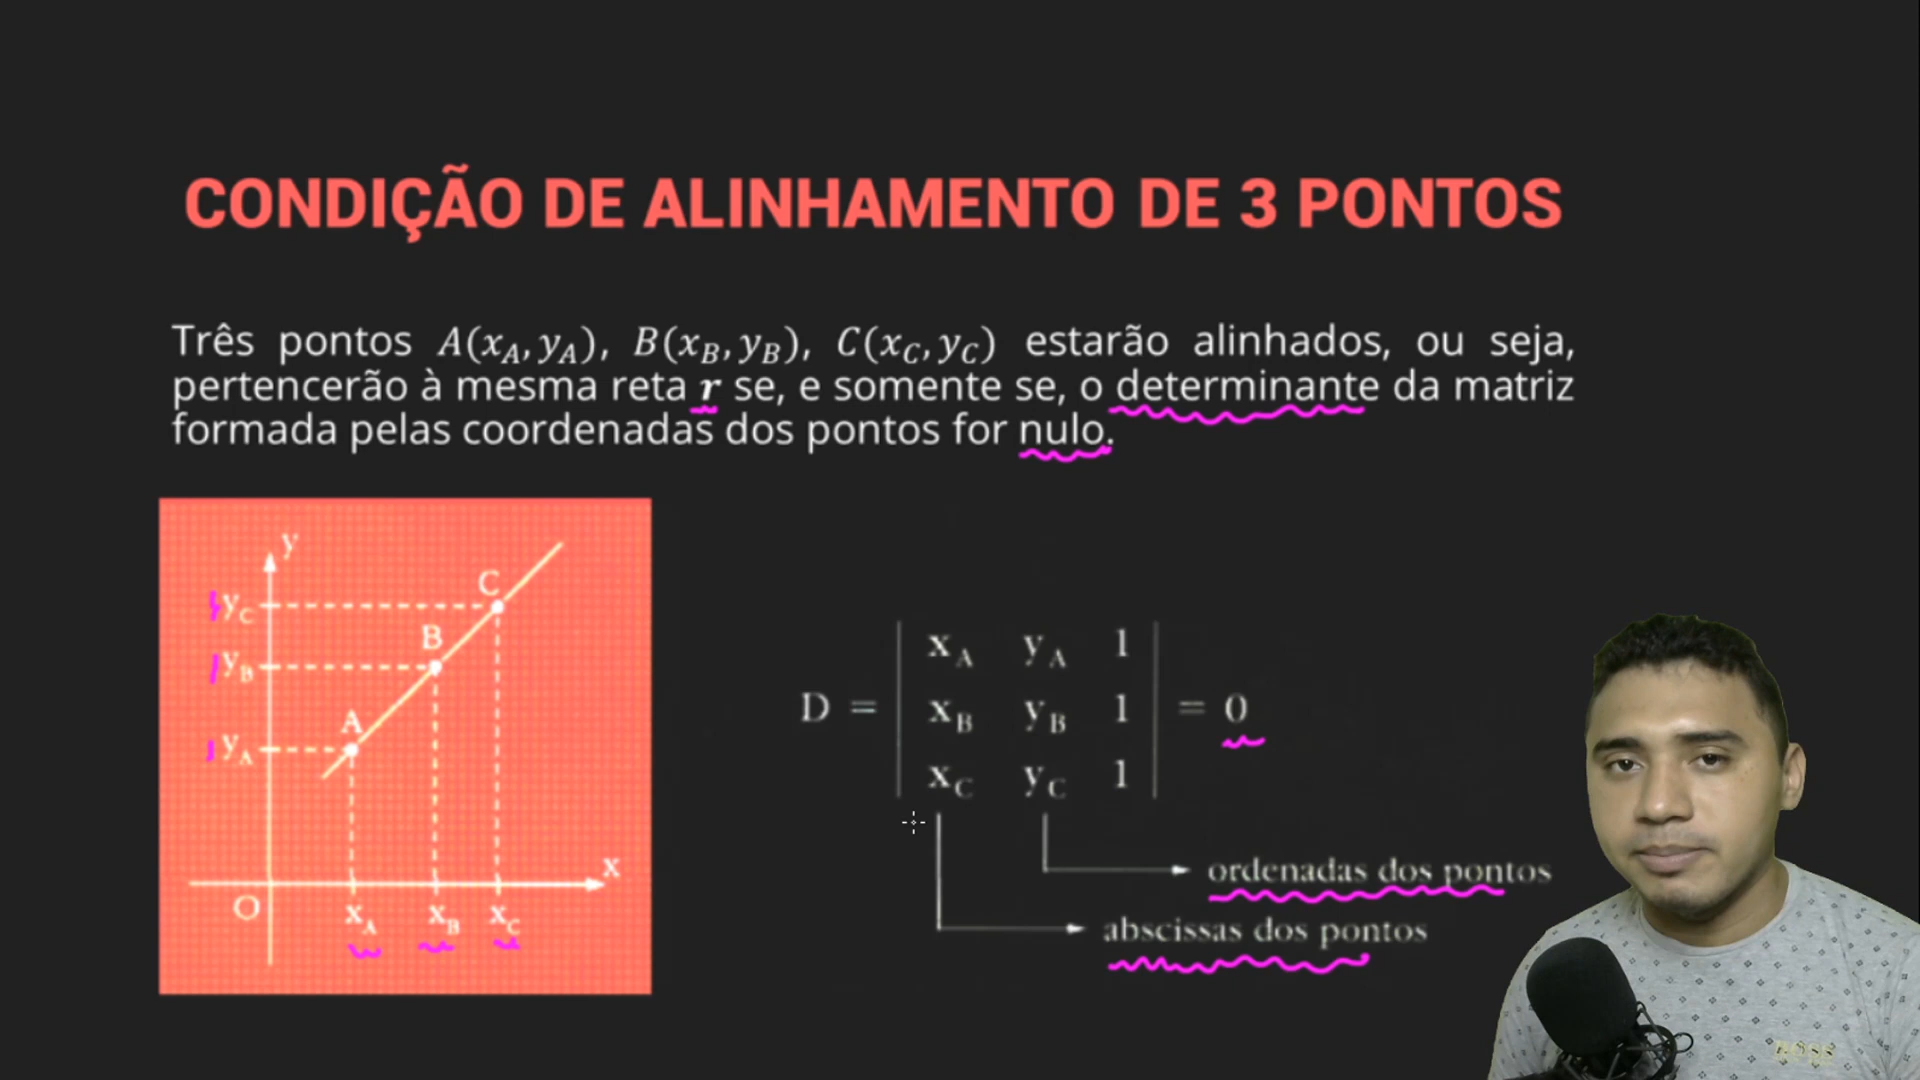 CONDIÇÃO DE ALINHAMENTO DE 3 PONTOS
Três pontos A(x_A, y_A), B(x_B, y_B), C(x_C, y_C) estarão alinhados, ou seja,
pertencerão à mesma reta r se, e somente se, o determinante da matriz
formada pelas coordenadas dos pontos for nulo.
y
C
y_C
B
y_B
A
y_A
x
O
x_A x_B x_C
x_A y_A 1
D = x_B y_B 1 = 0
x_C y_C 1
ordenadas dos pontos
abscissas dos pontos